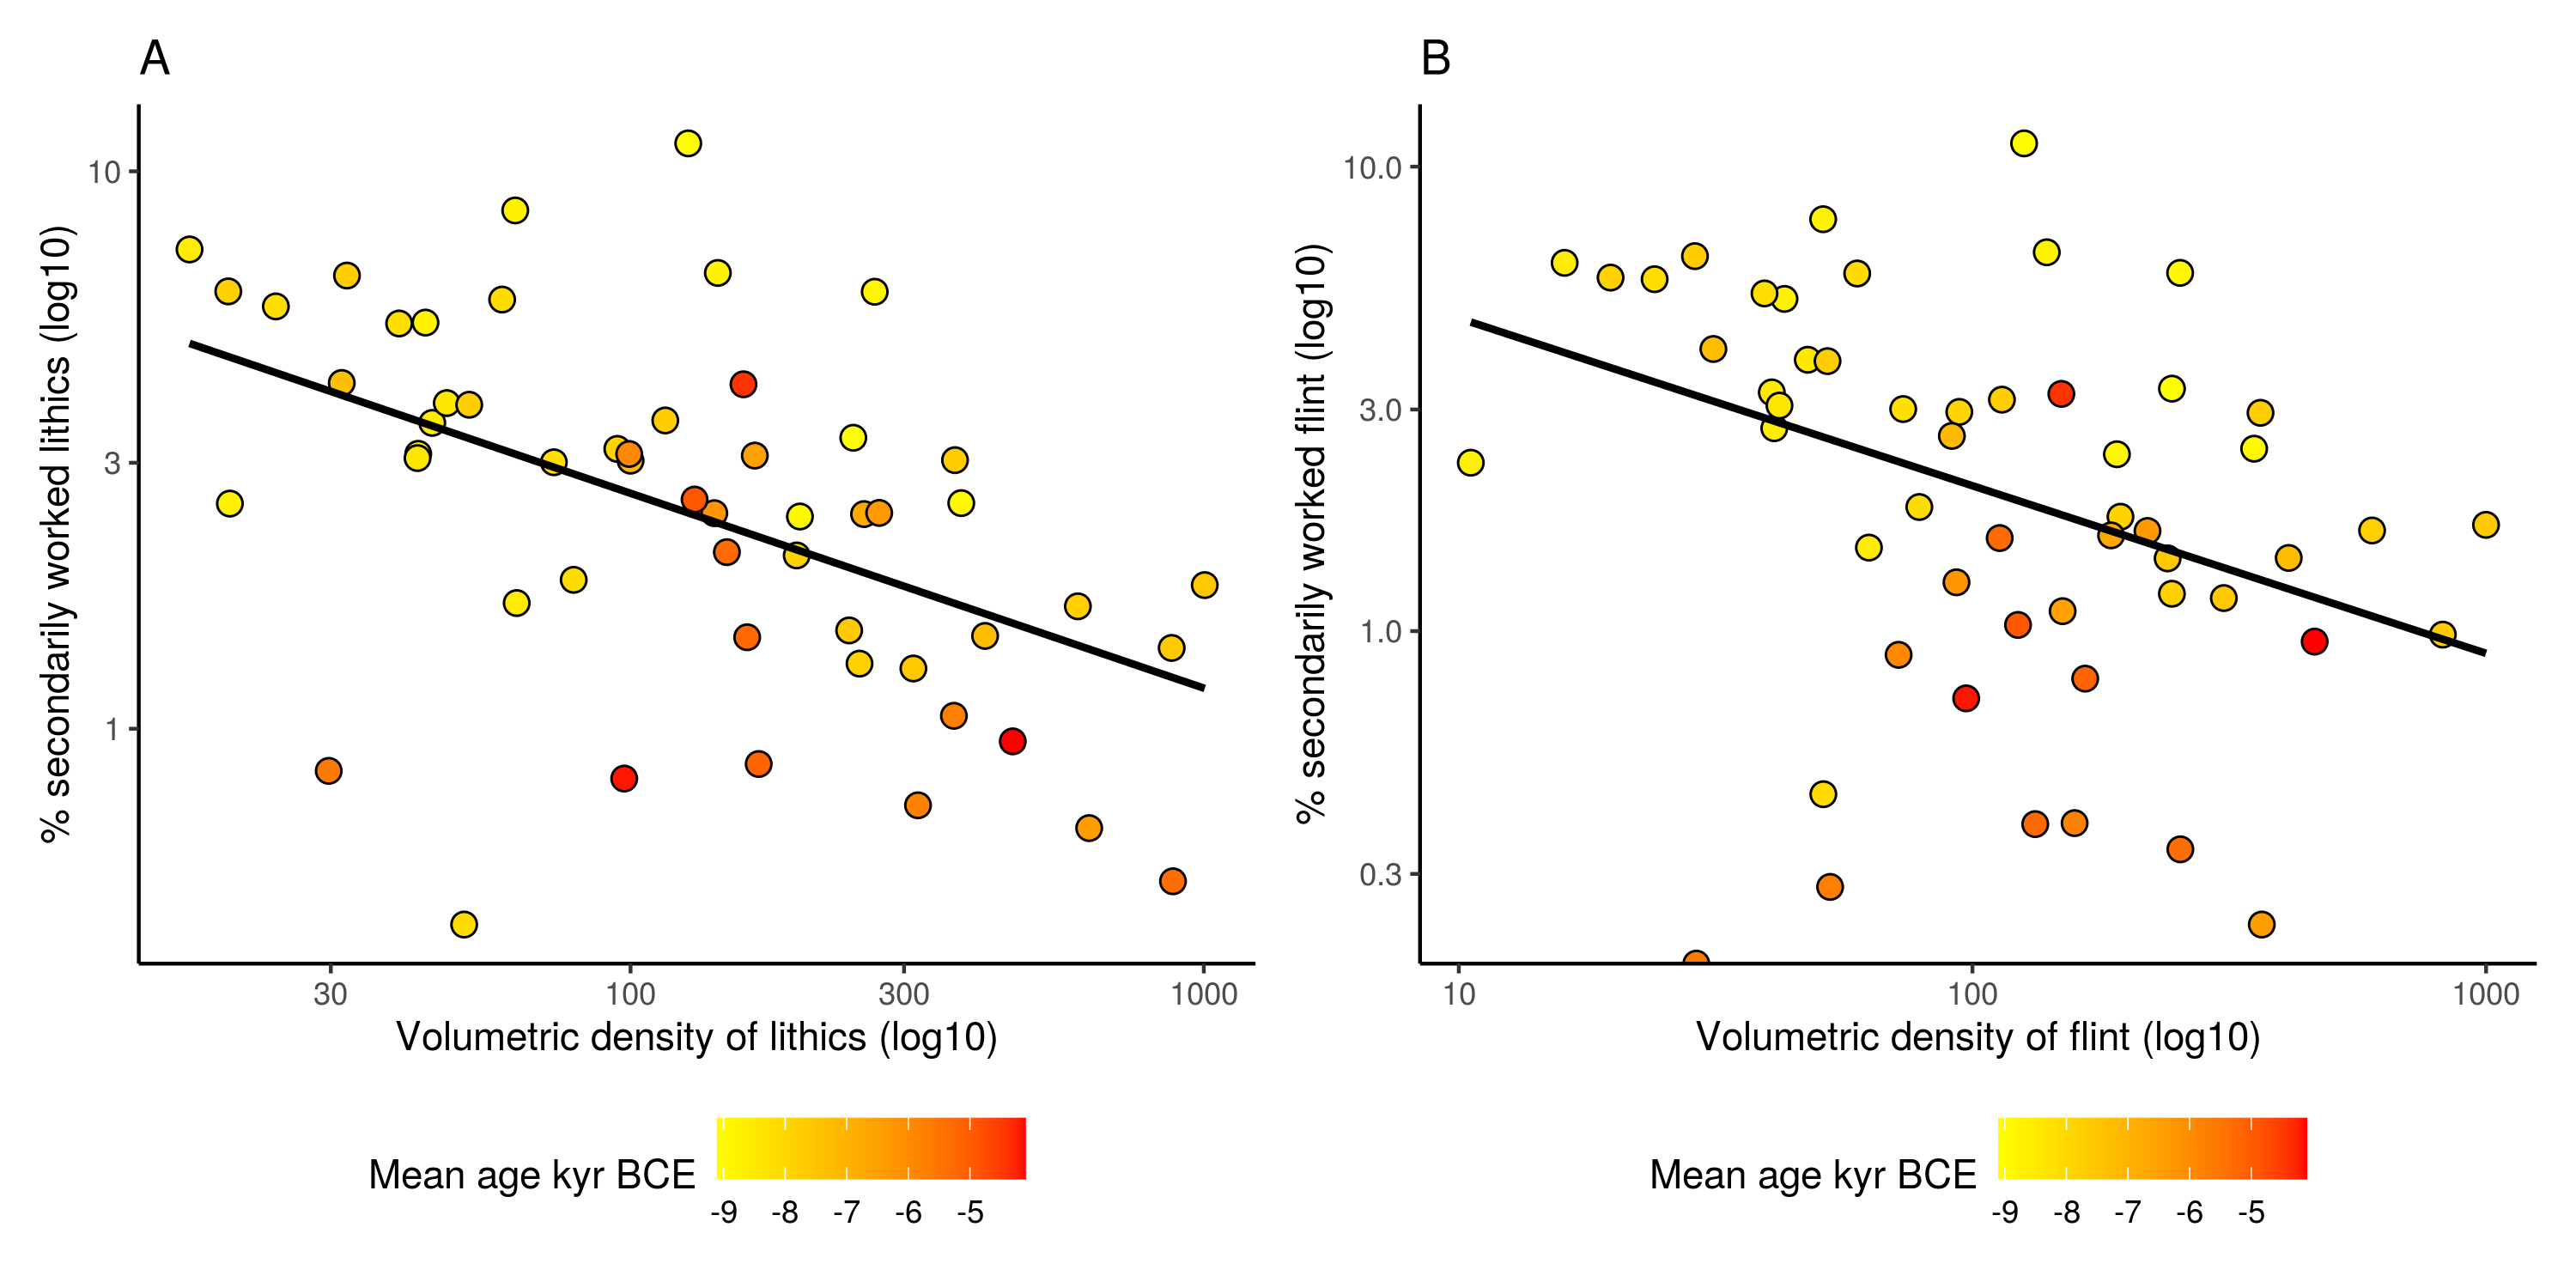 A
% secondarily worked lithics (log10)
10
3
1
30 100 300 1000
Volumetric density of lithics (log10)
Mean age kyr BCE
-9 -8 -7 -6 -5
B
% secondarily worked flint (log10)
10.0
3.0
1.0
0.3
10 100 1000
Volumetric density of flint (log10)
Mean age kyr BCE
-9 -8 -7 -6 -5